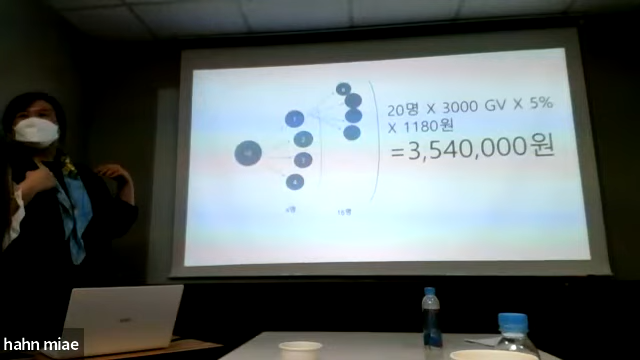 20명 X 3000 GV X 5%
X 1180원
=3,540,000원
4명
16명
hahn miae